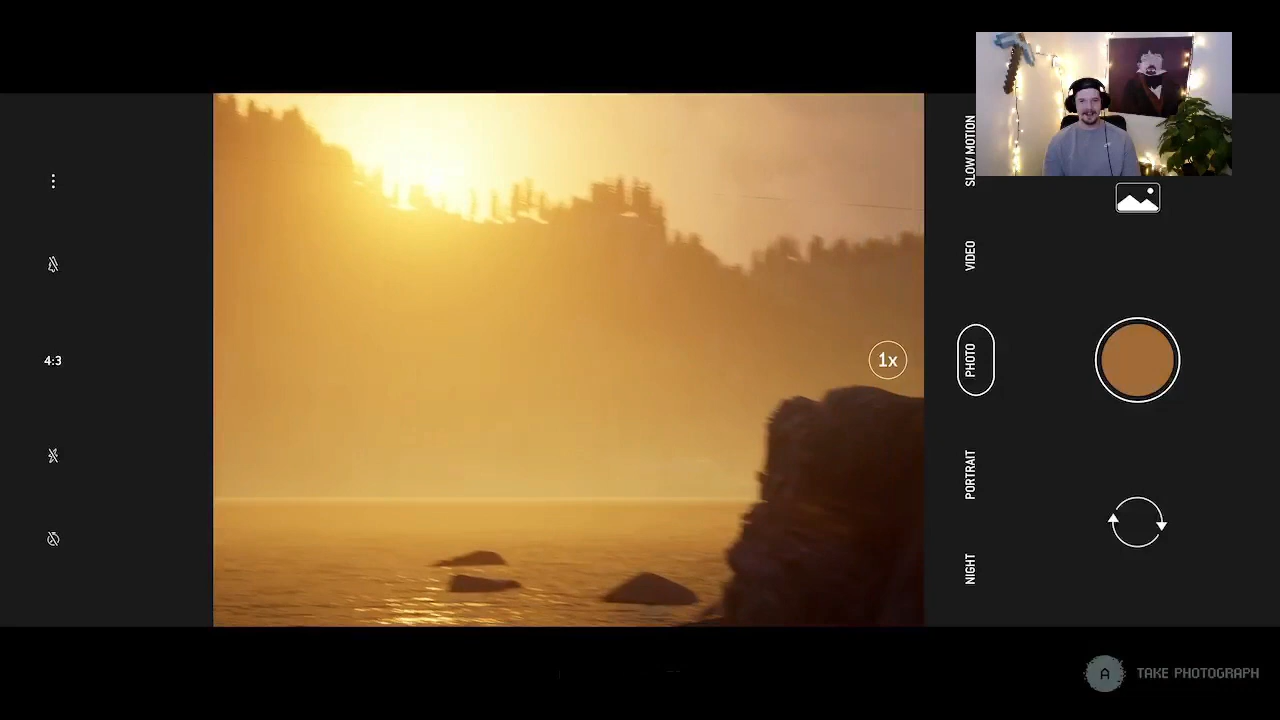 4:3
1x
SLOW MOTION
VIDEO
PHOTO
PORTRAIT
NIGHT
A TAKE PHOTOGRAPH